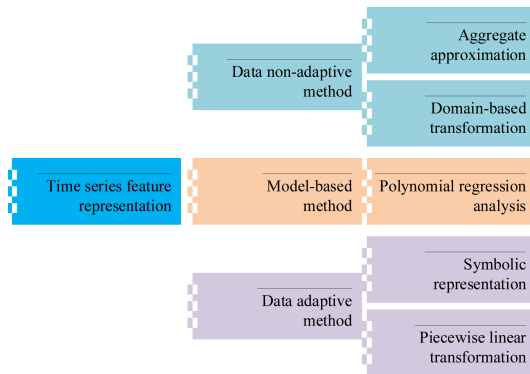 Aggregate
approximation
Data non-adaptive
method
Domain-based
transformation
Time series feature
representation
Model-based
method
Polynomial regression
analysis
Symbolic
representation
Data adaptive
method
Piecewise linear
transformation